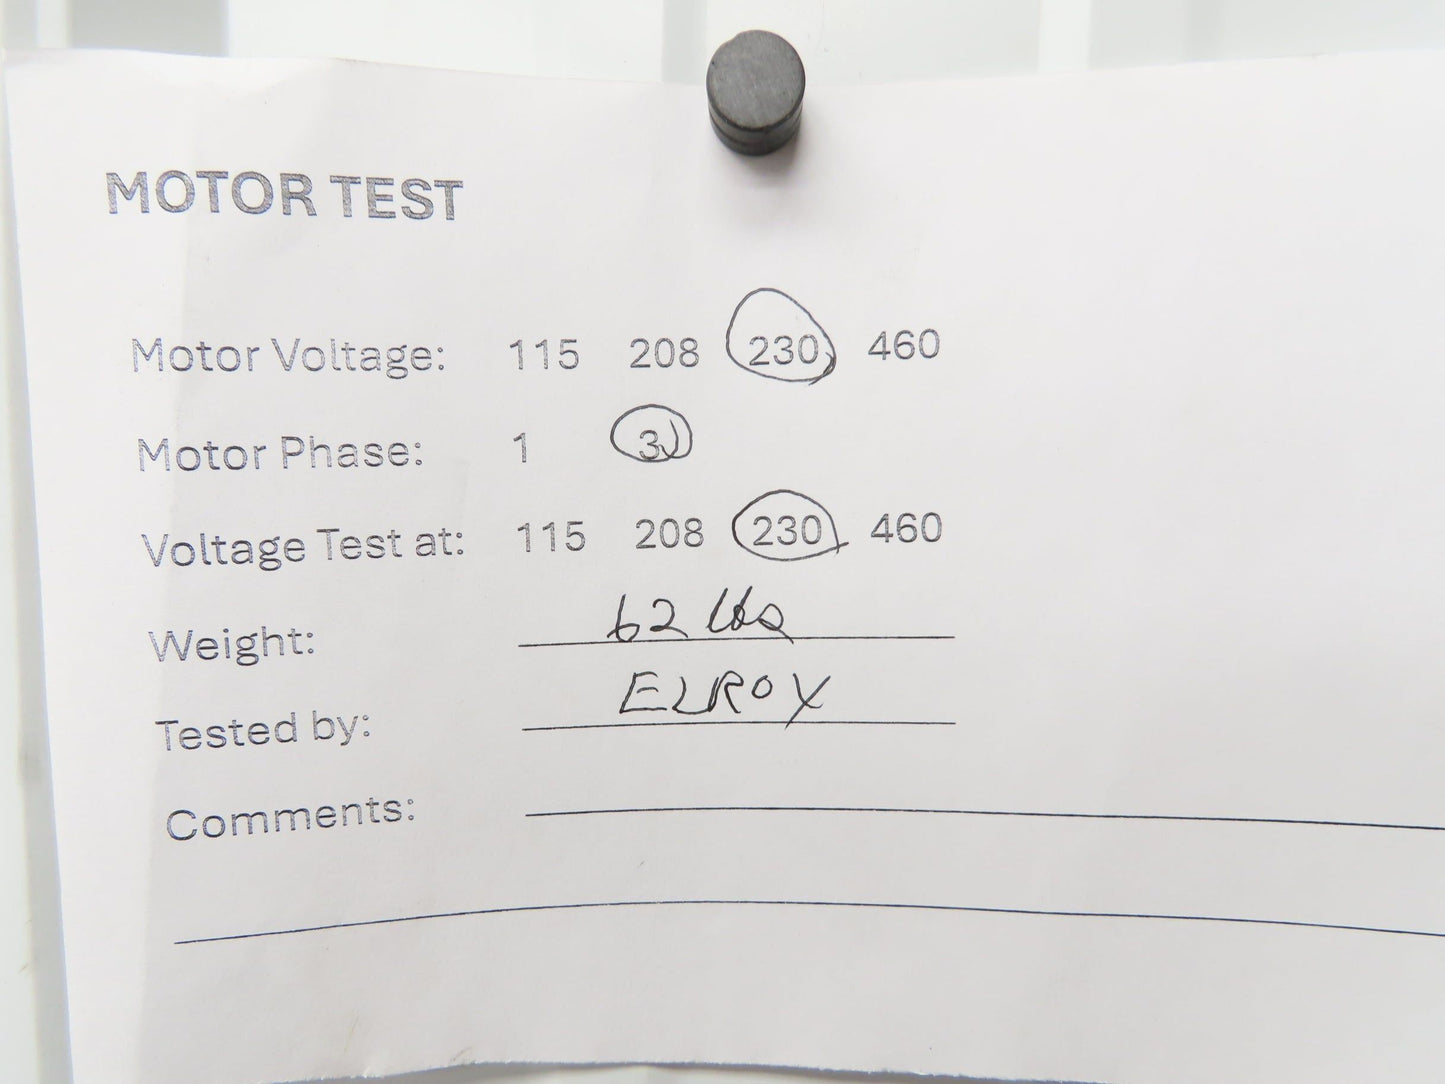 MOTOR TEST
Motor Voltage: 115 208 230 460
Motor Phase: 1 3
Voltage Test at: 115 208 230 460
Weight: 62 lbs
Tested by: ELROY
Comments: